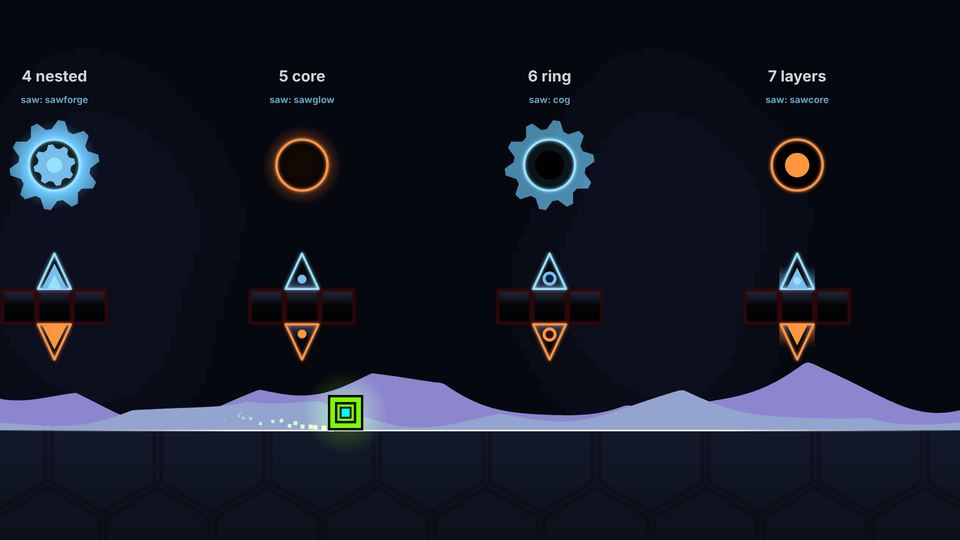 4 nested
saw: sawforge
5 core
saw: sawglow
6 ring
saw: cog
7 layers
saw: sawcore